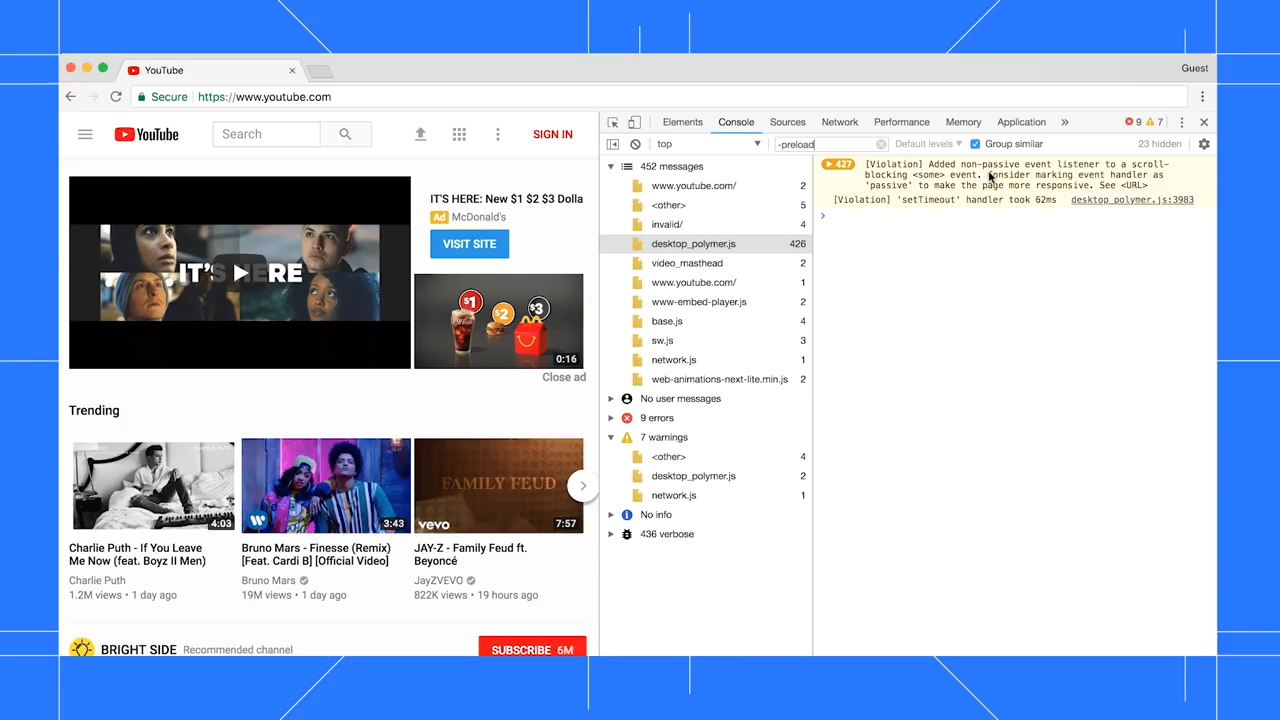 YouTube
Guest
Secure https://www.youtube.com
YouTube
Search
SIGN IN
IT'S HERE: New $1 $2 $3 Dolla
Ad McDonald's
VISIT SITE
IT'S HERE
$1
$2
$3
0:16
Close ad
Trending
4:03
3:43
FAMILY FEUD
vevo
7:57
Charlie Puth - If You Leave
Me Now (feat. Boyz II Men)
Charlie Puth
1.2M views • 1 day ago
Bruno Mars - Finesse (Remix)
[Feat. Cardi B] [Official Video]
Bruno Mars
19M views • 1 day ago
JAY-Z - Family Feud ft.
Beyoncé
JayZVEVO
822K views • 19 hours ago
BRIGHT SIDE Recommended channel
SUBSCRIBE 6M
Elements Console Sources Network Performance Memory Application » 9 7
top -preload Default levels Group similar 23 hidden
452 messages
www.youtube.com/ 2
<other> 5
invalid/ 4
desktop_polymer.js 426
video_masthead 2
www.youtube.com/ 1
www-embed-player.js 2
base.js 4
sw.js 3
network.js 1
web-animations-next-lite.min.js 2
No user messages
9 errors
7 warnings
<other> 4
desktop_polymer.js 2
network.js 1
No info
436 verbose
427 [Violation] Added non-passive event listener to a scroll-
blocking <some> event. Consider marking event handler as
'passive' to make the page more responsive. See <URL>
[Violation] 'setTimeout' handler took 62ms desktop_polymer.js:3983